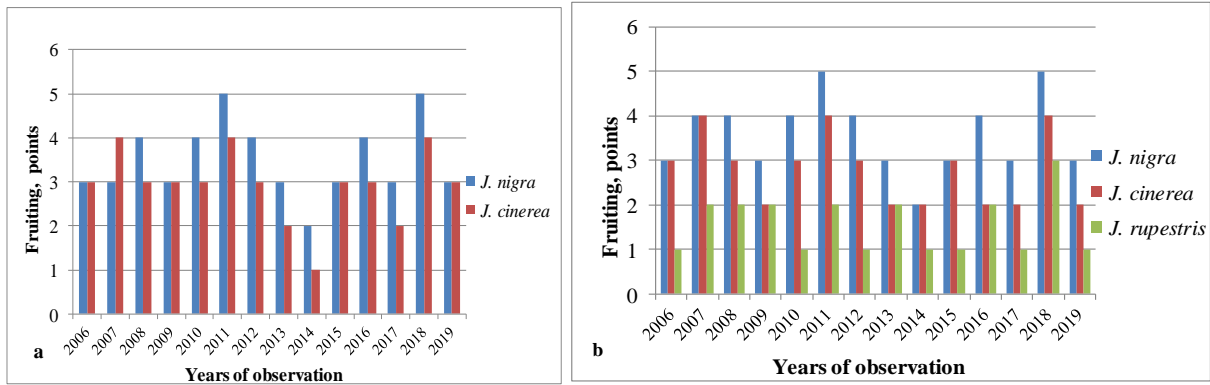 6
5
4
3
2
1
0
Fruiting, points
2006 2007 2008 2009 2010 2011 2012 2013 2014 2015 2016 2017 2018 2019
a
Years of observation
J. nigra
J. cinerea
6
5
4
3
2
1
0
Fruiting, points
2006 2007 2008 2009 2010 2011 2012 2013 2014 2015 2016 2017 2018 2019
b
Years of observation
J. nigra
J. cinerea
J. rupestris